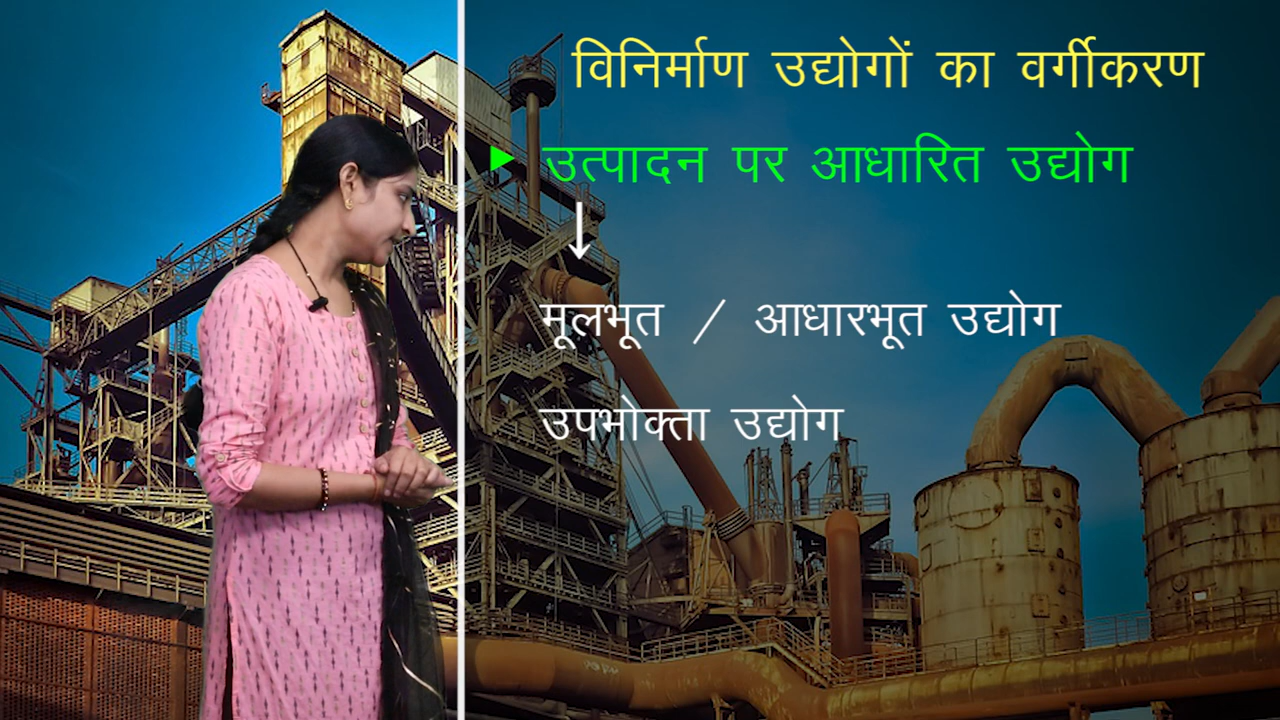 विनिर्माण उद्योगों का वर्गीकरण
उत्पादन पर आधारित उद्योग
मूलभूत / आधारभूत उद्योग
उपभोक्ता उद्योग